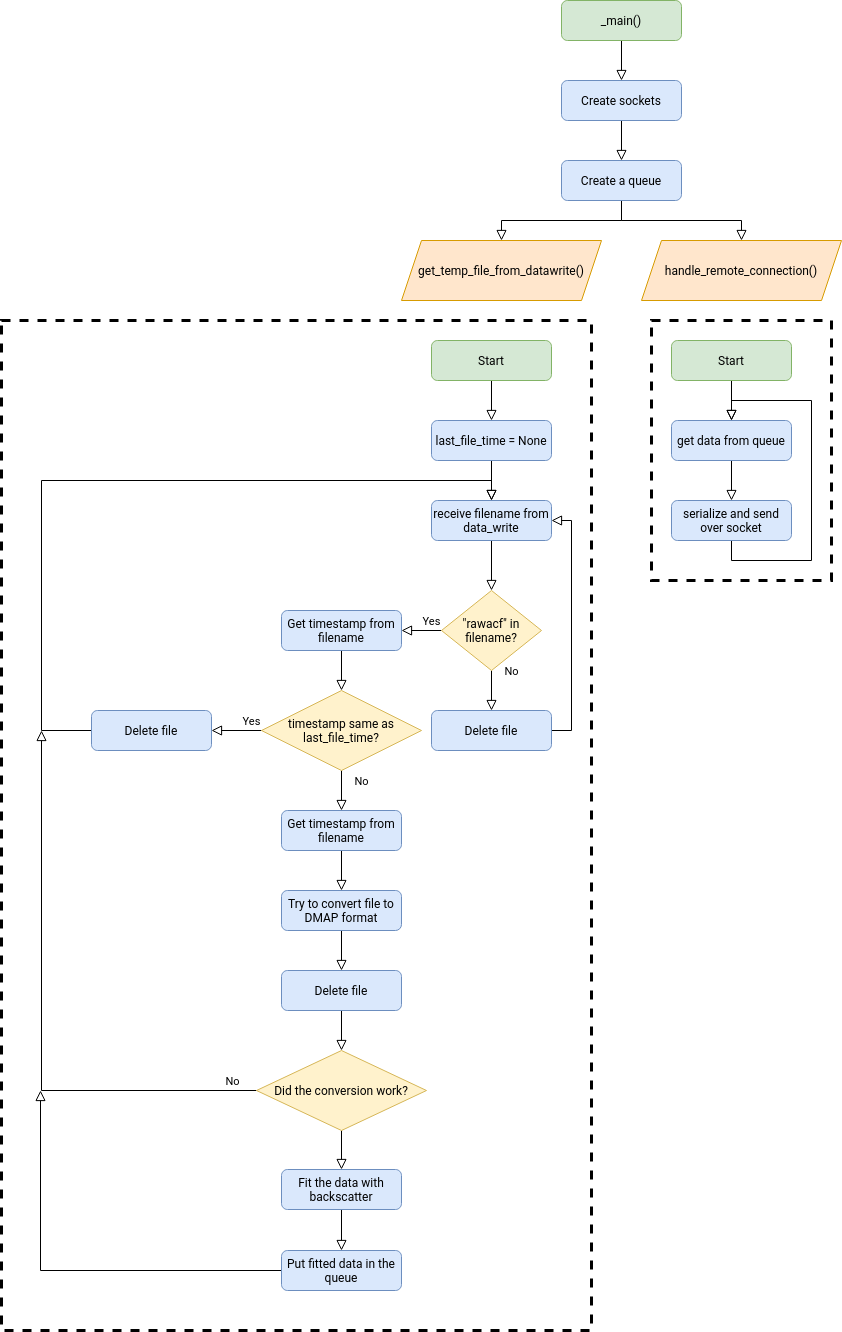 _main()
Create sockets
Create a queue
get_temp_file_from_datawrite()
handle_remote_connection()
Start
Start
last_file_time = None
get data from queue
receive filename from
data_write
serialize and send
over socket
Get timestamp from
filename
Yes
"rawacf" in
filename?
No
Delete file
Yes
timestamp same as
last_file_time?
Delete file
No
Get timestamp from
filename
Try to convert file to
DMAP format
Delete file
No
Did the conversion work?
Fit the data with
backscatter
Put fitted data in the
queue